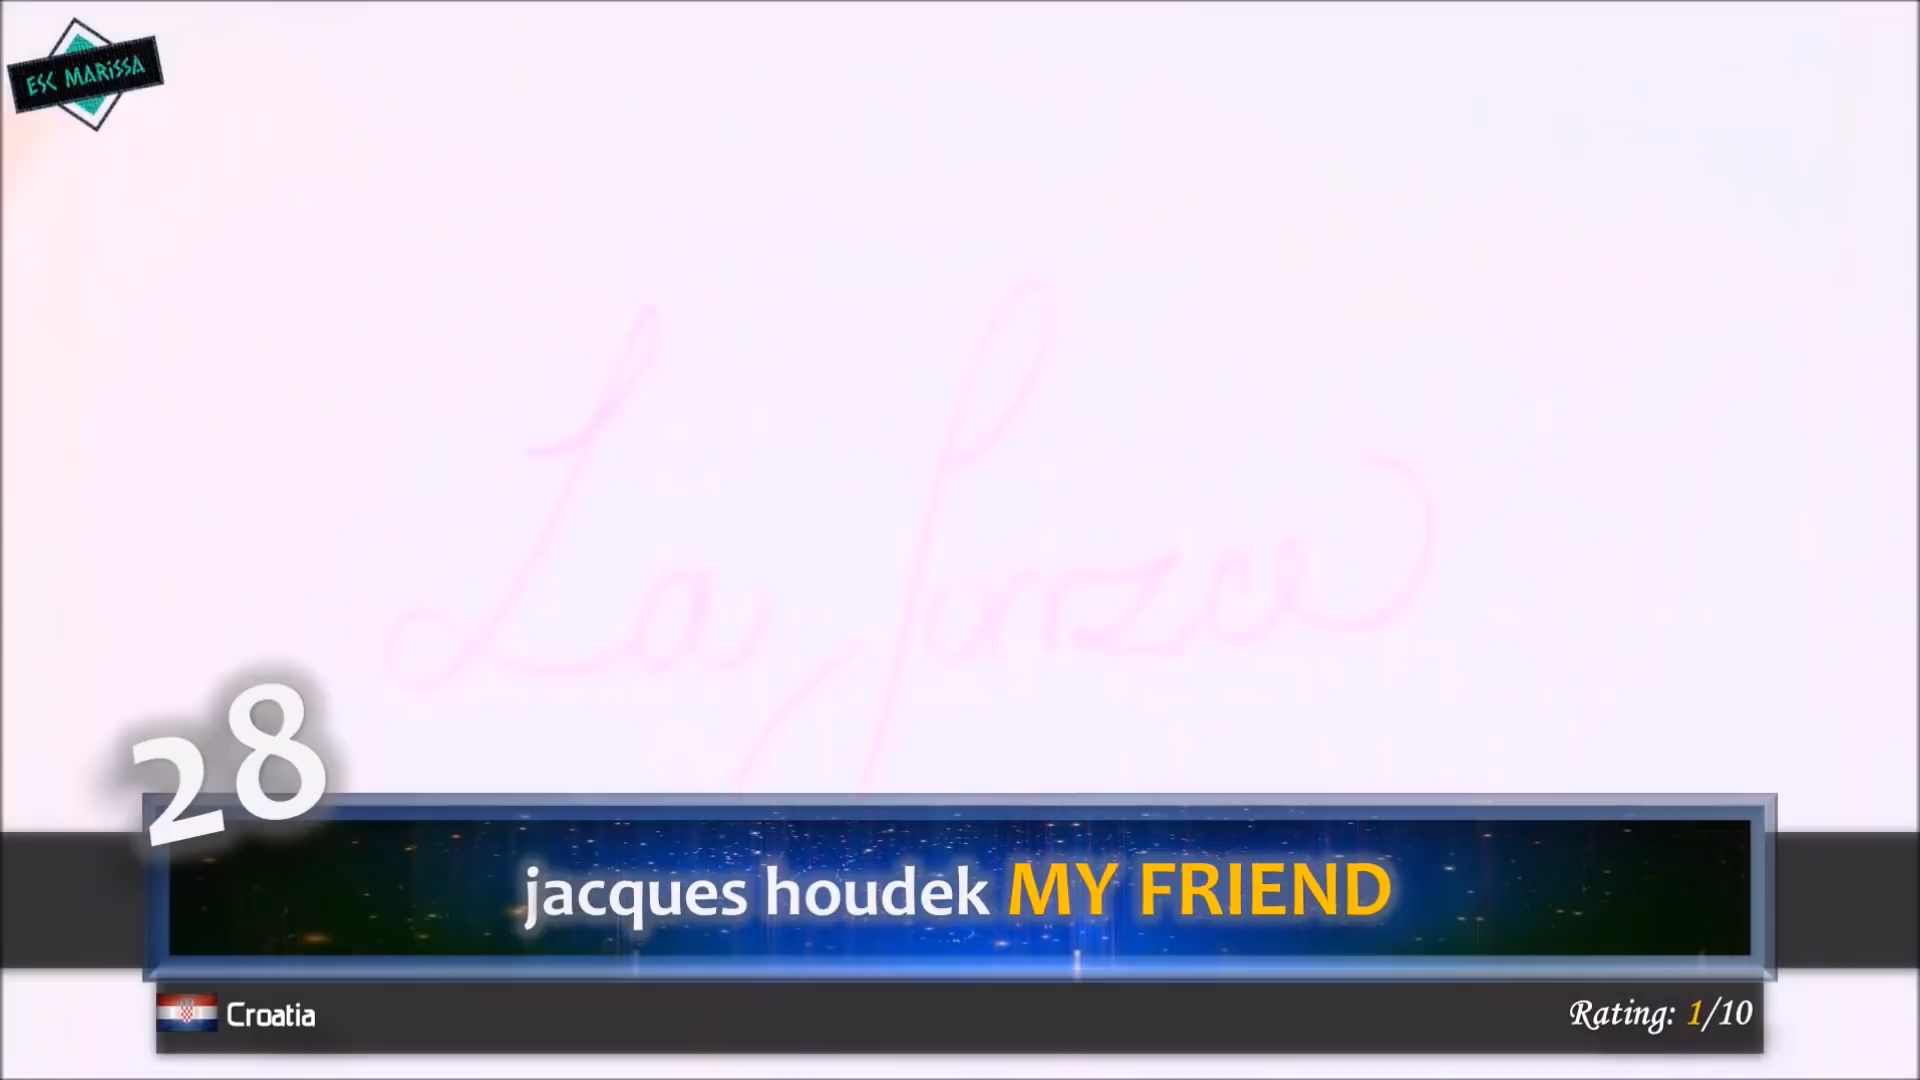 ESC MARiSSA
La forza
28
jacques houdek MY FRIEND
Croatia
Rating: 1/10